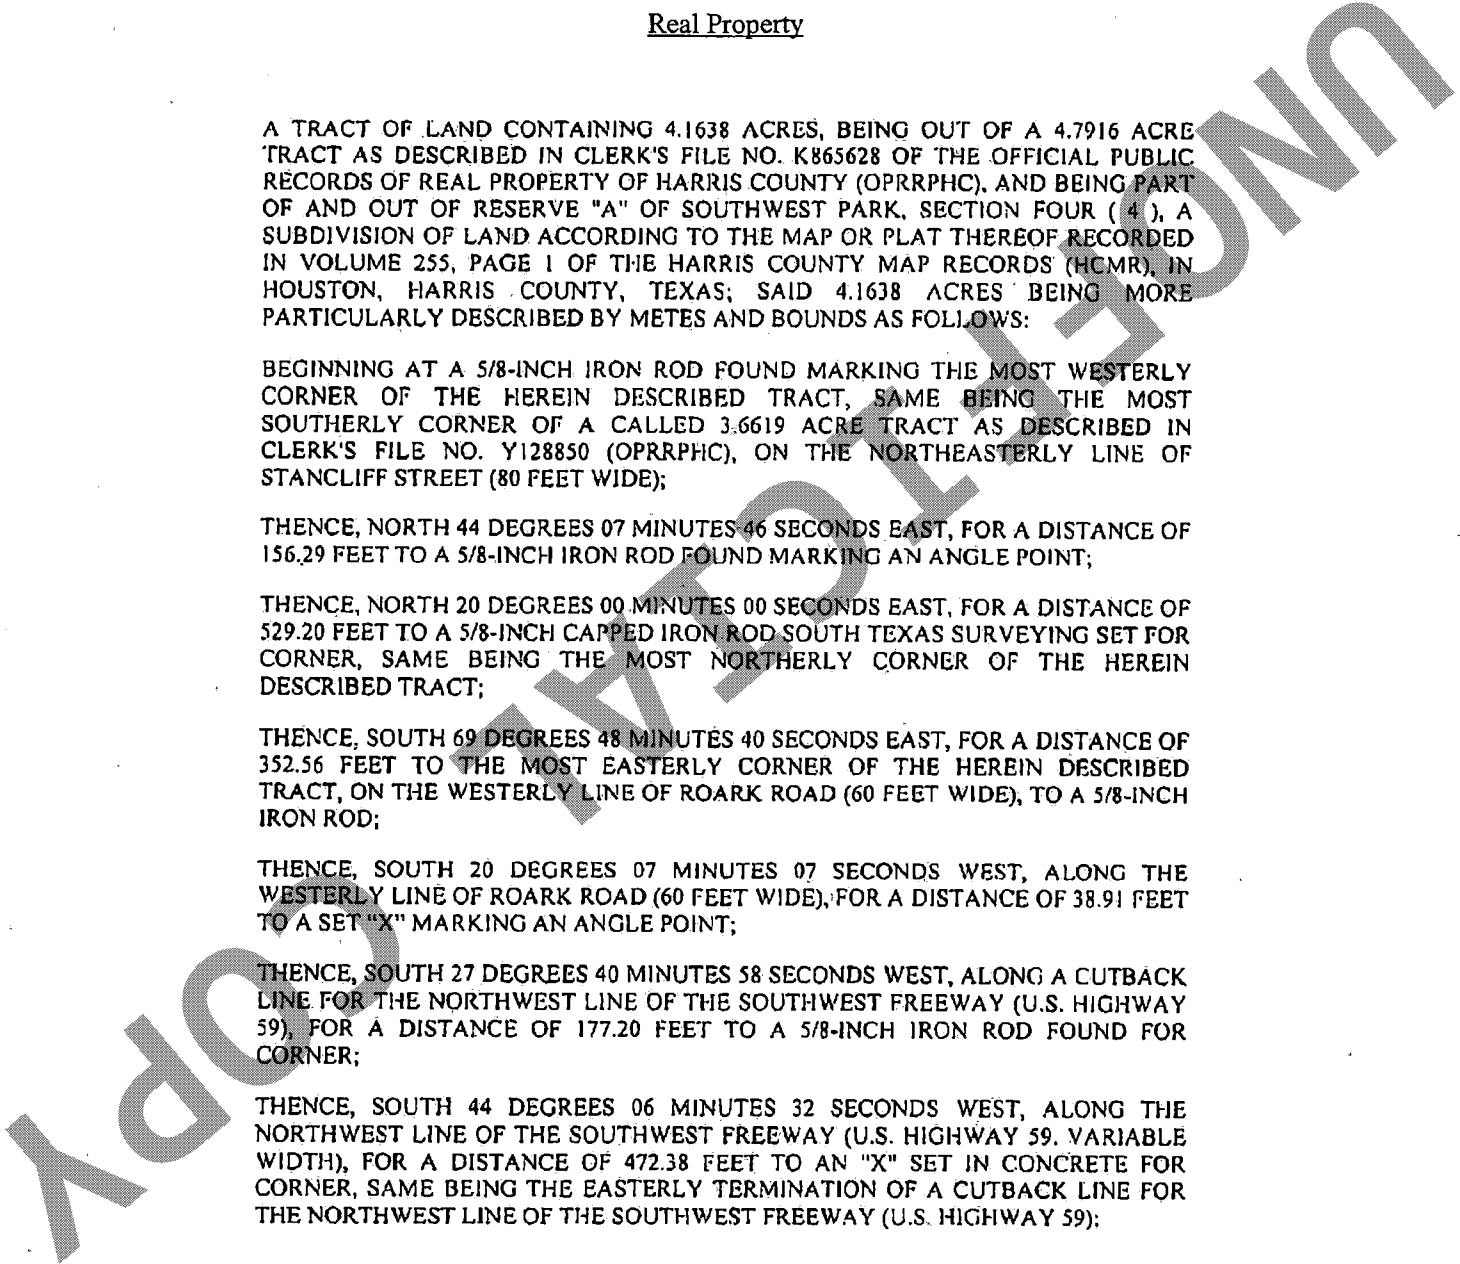 Real Property
A TRACT OF LAND CONTAINING 4.1638 ACRES, BEING OUT OF A 4.7916 ACRE
TRACT AS DESCRIBED IN CLERK'S FILE NO. K865628 OF THE OFFICIAL PUBLIC
RECORDS OF REAL PROPERTY OF HARRIS COUNTY (OPRRPHC), AND BEING PART
OF AND OUT OF RESERVE "A" OF SOUTHWEST PARK, SECTION FOUR ( 4 ), A
SUBDIVISION OF LAND ACCORDING TO THE MAP OR PLAT THEREOF RECORDED
IN VOLUME 255, PAGE 1 OF THE HARRIS COUNTY MAP RECORDS (HCMR), IN
HOUSTON, HARRIS COUNTY, TEXAS; SAID 4.1638 ACRES BEING MORE
PARTICULARLY DESCRIBED BY METES AND BOUNDS AS FOLLOWS:
BEGINNING AT A 5/8-INCH IRON ROD FOUND MARKING THE MOST WESTERLY
CORNER OF THE HEREIN DESCRIBED TRACT, SAME BEING THE MOST
SOUTHERLY CORNER OF A CALLED 3.6619 ACRE TRACT AS DESCRIBED IN
CLERK'S FILE NO. Y128850 (OPRRPHC), ON THE NORTHEASTERLY LINE OF
STANCLIFF STREET (80 FEET WIDE);
THENCE, NORTH 44 DEGREES 07 MINUTES 46 SECONDS EAST, FOR A DISTANCE OF
156.29 FEET TO A 5/8-INCH IRON ROD FOUND MARKING AN ANGLE POINT;
THENCE, NORTH 20 DEGREES 00 MINUTES 00 SECONDS EAST, FOR A DISTANCE OF
529.20 FEET TO A 5/8-INCH CAPPED IRON ROD SOUTH TEXAS SURVEYING SET FOR
CORNER, SAME BEING THE MOST NORTHERLY CORNER OF THE HEREIN
DESCRIBED TRACT;
THENCE, SOUTH 69 DEGREES 48 MINUTES 40 SECONDS EAST, FOR A DISTANCE OF
352.56 FEET TO THE MOST EASTERLY CORNER OF THE HEREIN DESCRIBED
TRACT, ON THE WESTERLY LINE OF ROARK ROAD (60 FEET WIDE), TO A 5/8-INCH
IRON ROD;
THENCE, SOUTH 20 DEGREES 07 MINUTES 07 SECONDS WEST, ALONG THE
WESTERLY LINE OF ROARK ROAD (60 FEET WIDE), FOR A DISTANCE OF 38.91 FEET
TO A SET "X" MARKING AN ANGLE POINT;
THENCE, SOUTH 27 DEGREES 40 MINUTES 58 SECONDS WEST, ALONG A CUTBACK
LINE FOR THE NORTHWEST LINE OF THE SOUTHWEST FREEWAY (U.S. HIGHWAY
59), FOR A DISTANCE OF 177.20 FEET TO A 5/8-INCH IRON ROD FOUND FOR
CORNER;
THENCE, SOUTH 44 DEGREES 06 MINUTES 32 SECONDS WEST, ALONG THE
NORTHWEST LINE OF THE SOUTHWEST FREEWAY (U.S. HIGHWAY 59. VARIABLE
WIDTH), FOR A DISTANCE OF 472.38 FEET TO AN "X" SET IN CONCRETE FOR
CORNER, SAME BEING THE EASTERLY TERMINATION OF A CUTBACK LINE FOR
THE NORTHWEST LINE OF THE SOUTHWEST FREEWAY (U.S. HIGHWAY 59);
UNOFFICIAL COPY